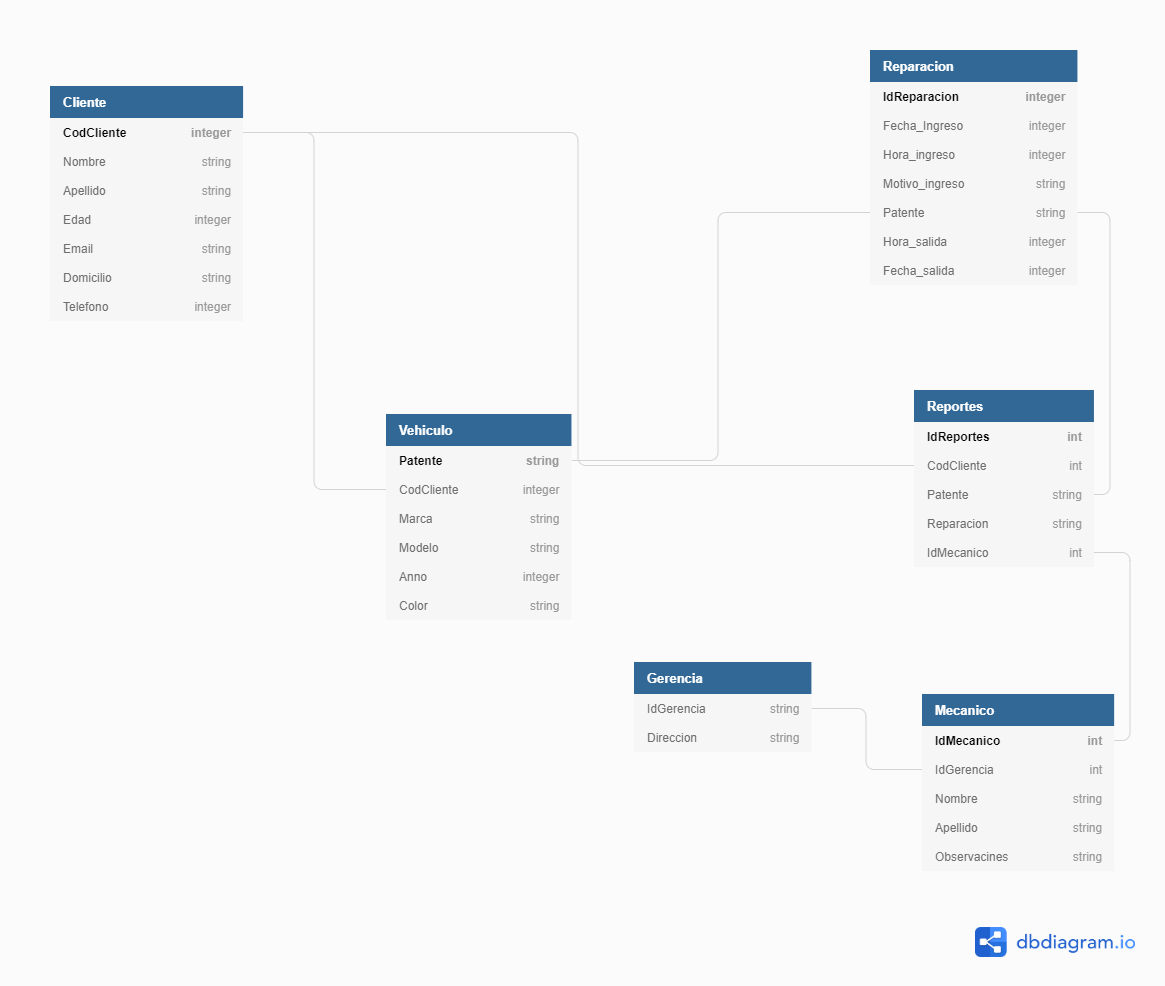 Cliente
CodCliente integer
Nombre string
Apellido string
Edad integer
Email string
Domicilio string
Telefono integer
Reparacion
IdReparacion integer
Fecha_Ingreso integer
Hora_ingreso integer
Motivo_ingreso string
Patente string
Hora_salida integer
Fecha_salida integer
Vehiculo
Patente string
CodCliente integer
Marca string
Modelo string
Anno integer
Color string
Reportes
IdReportes int
CodCliente int
Patente string
Reparacion string
IdMecanico int
Gerencia
IdGerencia string
Direccion string
Mecanico
IdMecanico int
IdGerencia int
Nombre string
Apellido string
Observacines string
dbdiagram.io